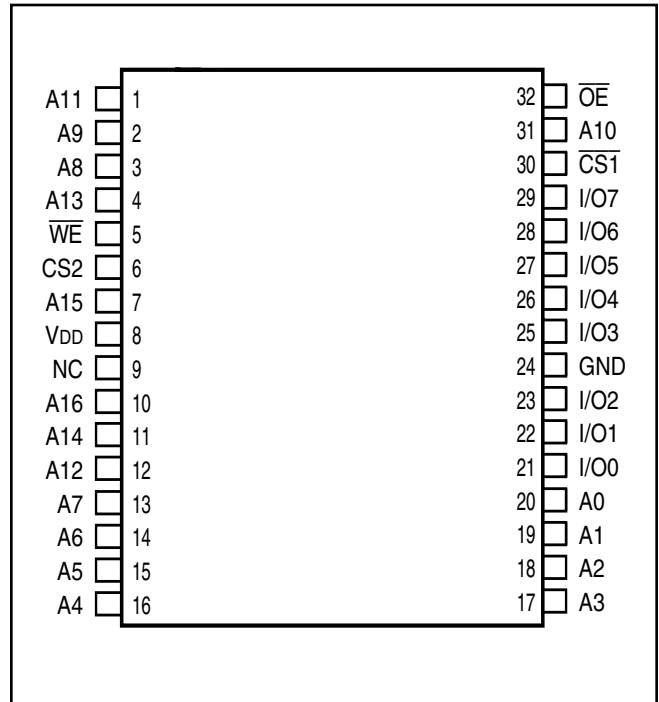 A11 1 32 O̅E̅
A9 2 31 A10
A8 3 30 C̅S̅1̅
A13 4 29 I/O7
W̅E̅ 5 28 I/O6
CS2 6 27 I/O5
A15 7 26 I/O4
VDD 8 25 I/O3
NC 9 24 GND
A16 10 23 I/O2
A14 11 22 I/O1
A12 12 21 I/O0
A7 13 20 A0
A6 14 19 A1
A5 15 18 A2
A4 16 17 A3